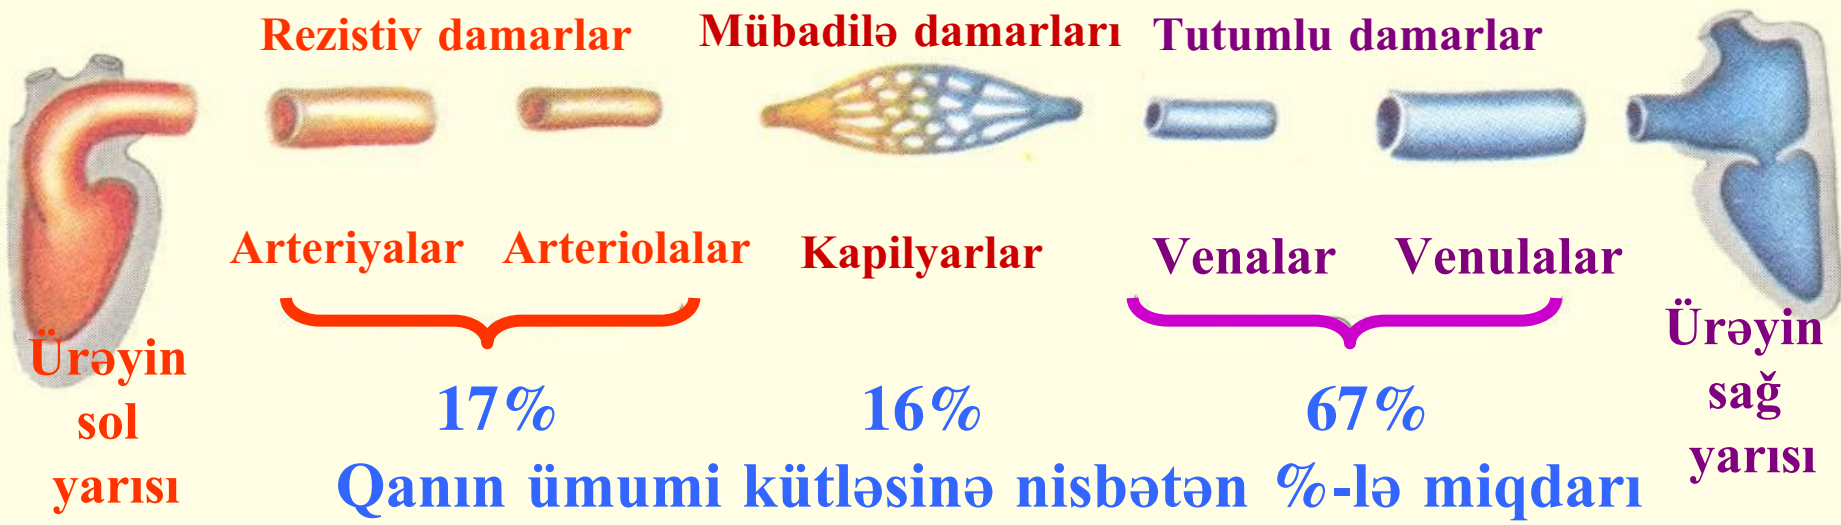 Rezistiv damarlar
Mübadilə damarları
Tutumlu damarlar
Arteriyalar
Arteriolalar
Kapilyarlar
Venalar
Venulalar
Ürəyin
sol
yarısı
17%
16%
67%
Ürəyin
sağ
yarısı
Qanın ümumi kütləsinə nisbətən %-lə miqdarı